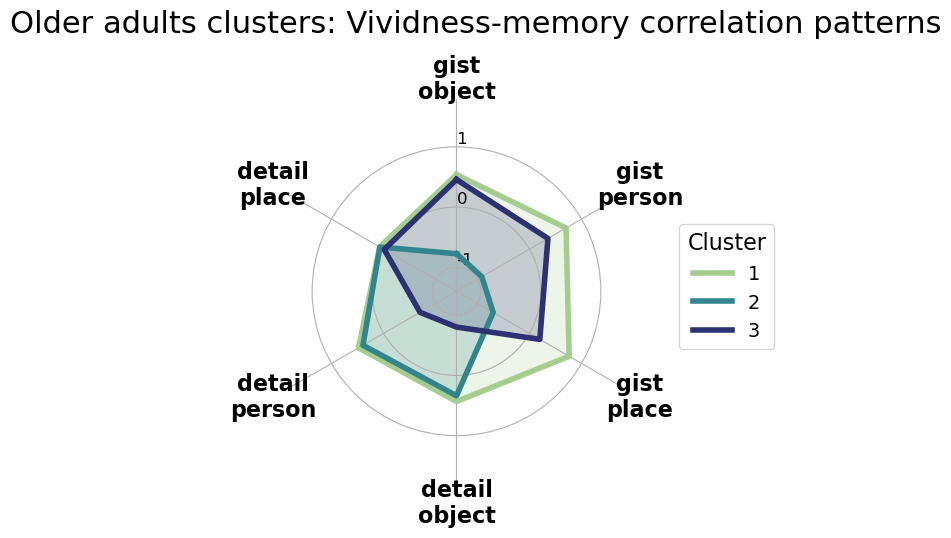 Older adults clusters: Vividness-memory correlation patterns
gist
object
1
detail
place
gist
person
0
Cluster
-1
1
2
3
detail
person
gist
place
detail
object